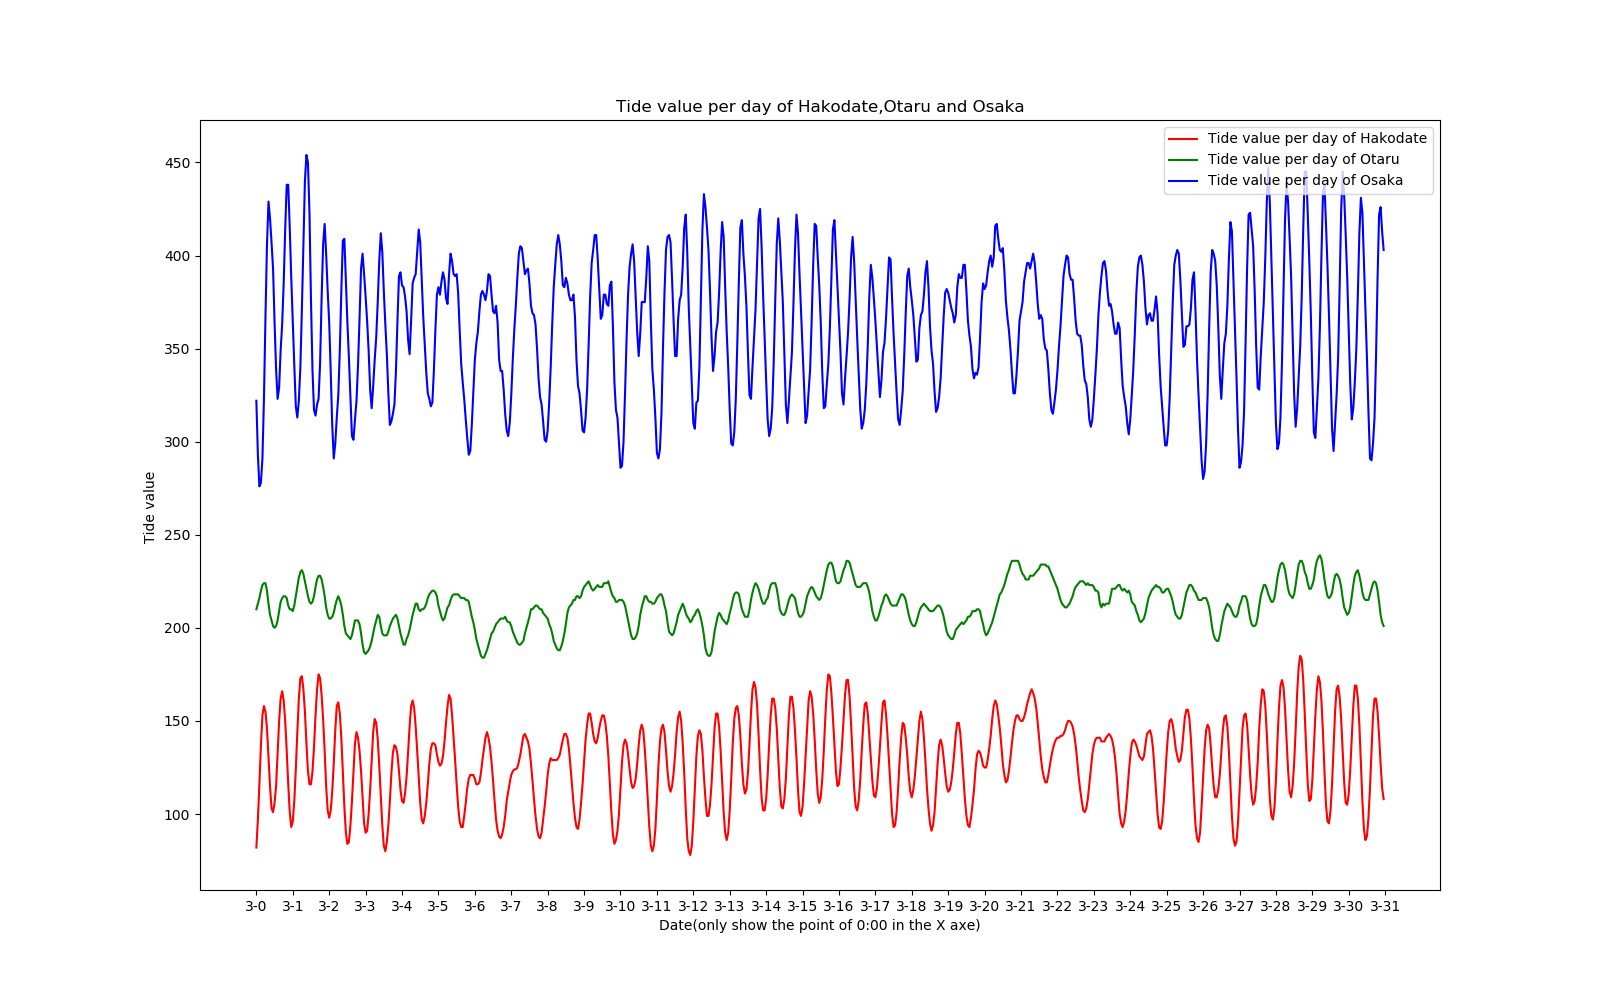 Tide value per day of Hakodate,Otaru and Osaka
Tide value per day of Hakodate
Tide value per day of Otaru
Tide value per day of Osaka
450
400
350
300
250
200
150
100
Tide value
3-0 3-1 3-2 3-3 3-4 3-5 3-6 3-7 3-8 3-9 3-10 3-11 3-12 3-13 3-14 3-15 3-16 3-17 3-18 3-19 3-20 3-21 3-22 3-23 3-24 3-25 3-26 3-27 3-28 3-29 3-30 3-31
Date(only show the point of 0:00 in the X axe)